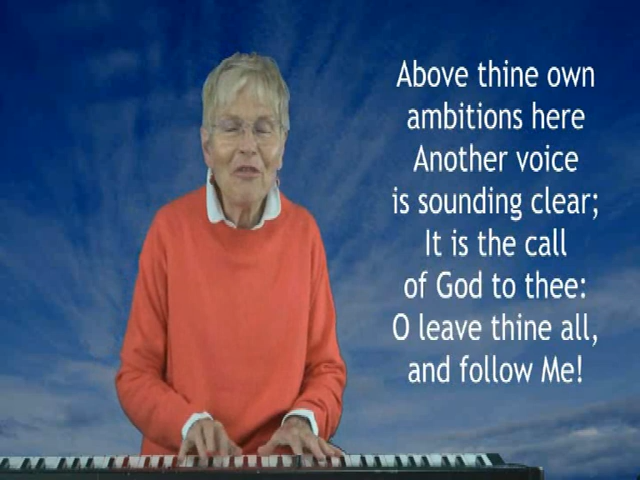 Above thine own
ambitions here
Another voice
is sounding clear;
It is the call
of God to thee:
O leave thine all,
and follow Me!